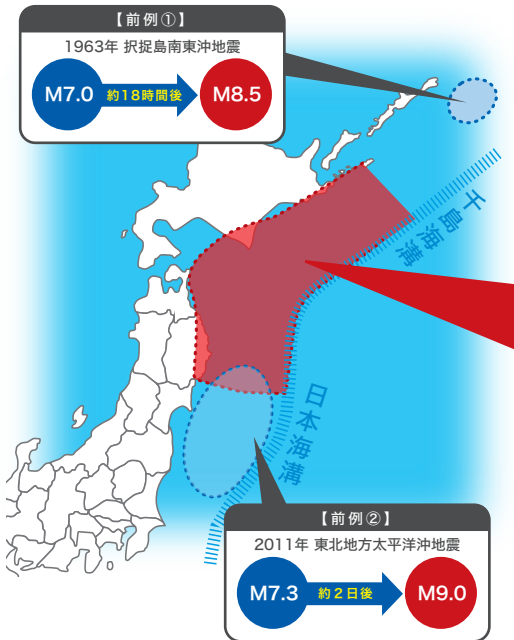 【前例①】
1963年 択捉島南東沖地震
M7.0 約18時間後 M8.5
千島海溝
日本海溝
【前例②】
2011年 東北地方太平洋沖地震
M7.3 約2日後 M9.0